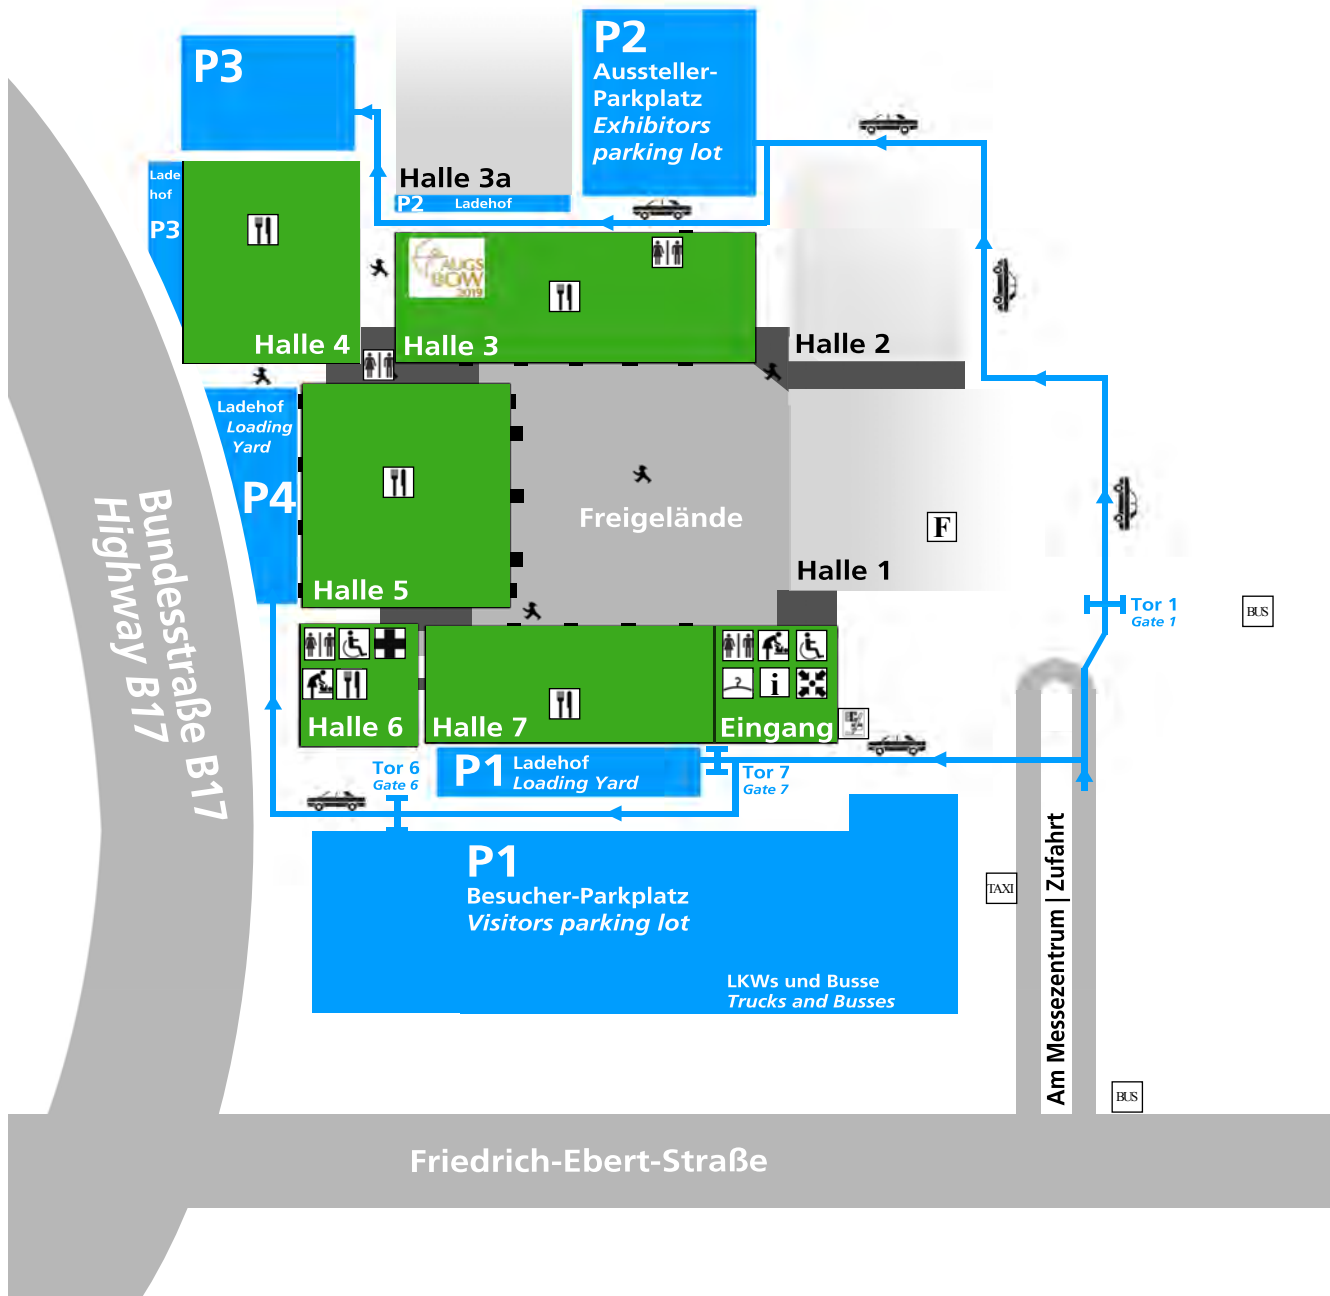 P3
P2
Aussteller-
Parkplatz
Exhibitors
parking lot
Halle 3a
P2 Ladehof
Lade
hof
P3
AUGS
BOW
2019
Halle 4
Halle 3
Halle 2
Ladehof
Loading
Yard
P4
Freigelände
F
Halle 5
Halle 1
Tor 1
Gate 1
BUS
Bundesstraße B17
Highway B17
i
Halle 6
Halle 7
Eingang
Tor 6
Gate 6
P1 Ladehof
Loading Yard
Tor 7
Gate 7
P1
Besucher-Parkplatz
Visitors parking lot
TAXI
LKWs und Busse
Trucks and Busses
Am Messezentrum | Zufahrt
BUS
Friedrich-Ebert-Straße